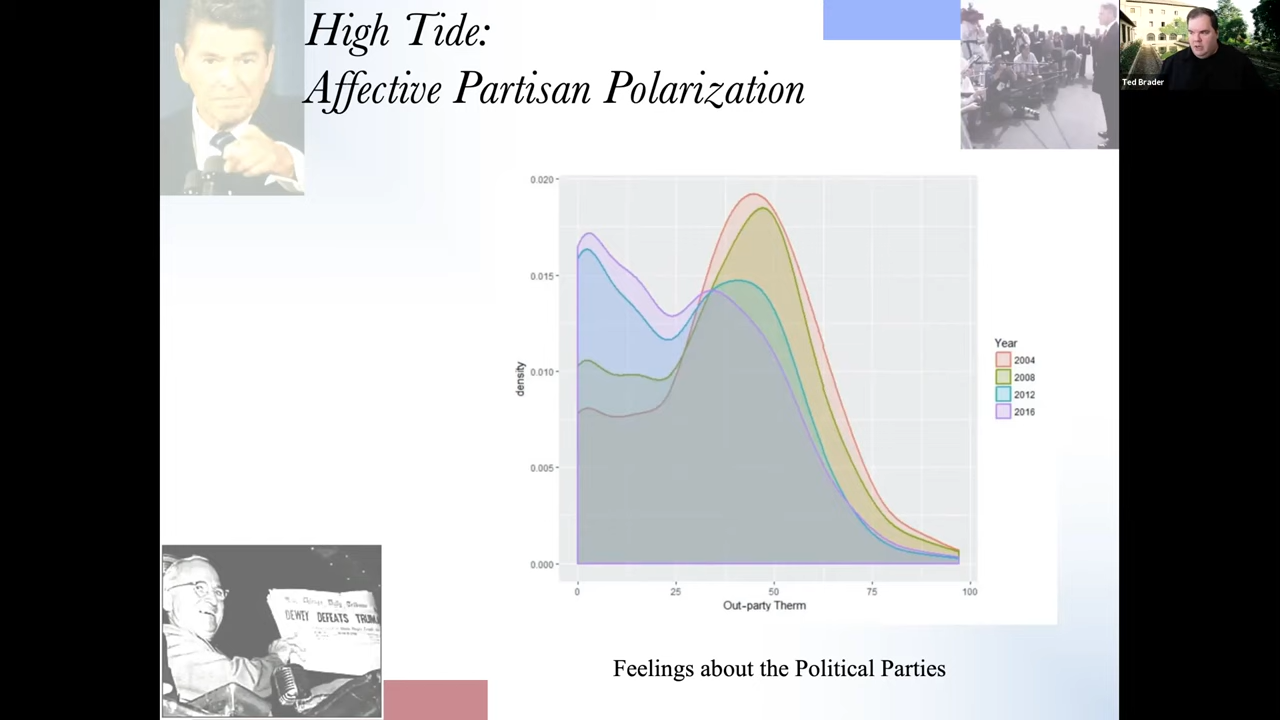 High Tide:
Affective Partisan Polarization
Ted Brader
0.020
0.015
0.010
0.005
0.000
density
0
25
50
75
100
Out-party Therm
Year
2004
2008
2012
2016
DEWEY DEFEATS TRUM
Feelings about the Political Parties